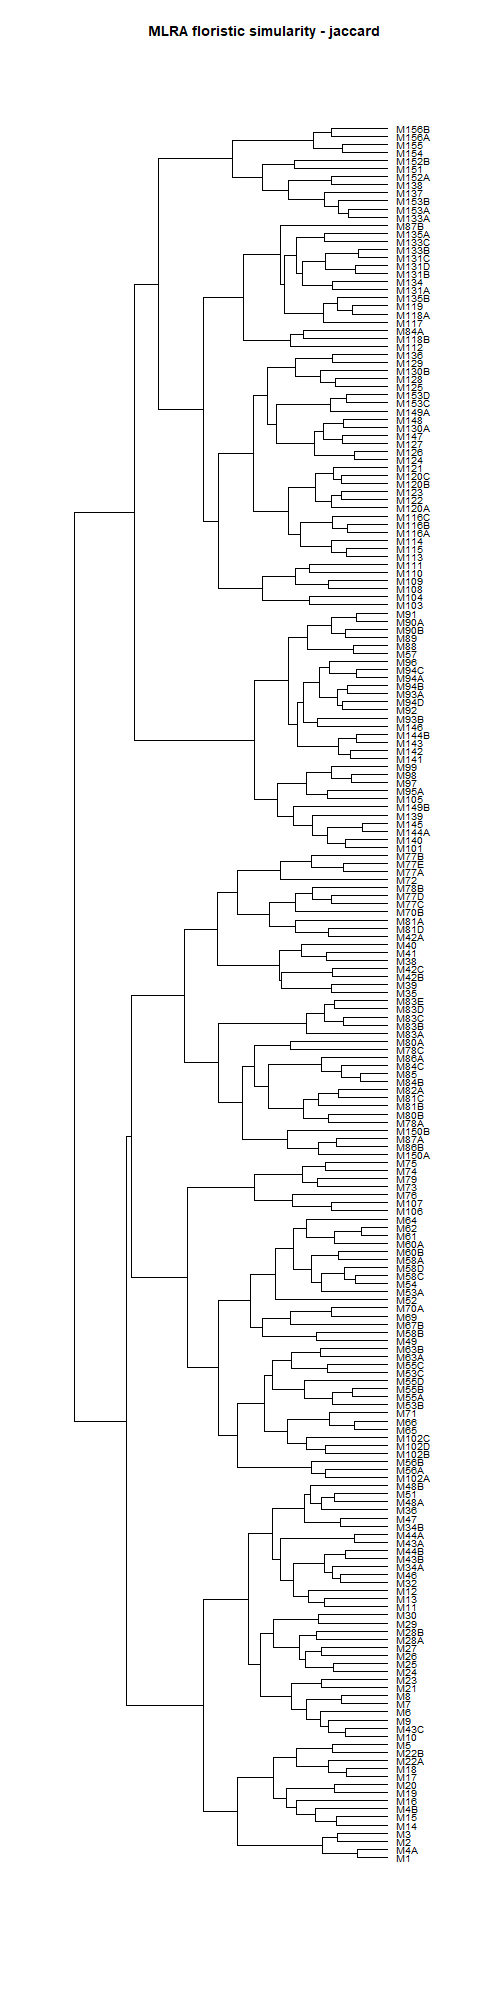 MLRA floristic simularity - jaccard
M156B
M156A
M155
M154
M152B
M151
M152A
M138
M137
M153B
M153A
M133A
M87B
M135A
M133C
M133B
M131C
M131D
M131B
M134
M131A
M135B
M119
M118A
M117
M84A
M118B
M112
M136
M129
M130B
M128
M125
M153D
M153C
M149A
M148
M130A
M147
M127
M126
M124
M121
M120C
M120B
M123
M122
M120A
M116C
M116B
M116A
M114
M115
M113
M111
M110
M109
M108
M104
M103
M91
M90A
M90B
M89
M88
M57
M96
M94C
M94A
M94B
M93A
M94D
M92
M93B
M146
M144B
M143
M142
M141
M99
M98
M97
M95A
M105
M149B
M139
M145
M144A
M140
M101
M77B
M77E
M77A
M72
M78B
M77D
M77C
M70B
M81A
M81D
M42A
M40
M41
M38
M42C
M42B
M39
M35
M83E
M83D
M83C
M83B
M83A
M80A
M78C
M86A
M84C
M85
M84B
M82A
M81C
M81B
M80B
M78A
M150B
M87A
M86B
M150A
M75
M74
M79
M73
M76
M107
M106
M64
M62
M61
M60A
M60B
M58A
M58D
M58C
M54
M53A
M52
M70A
M69
M67B
M58B
M49
M63B
M63A
M55C
M53C
M55D
M55B
M55A
M53B
M71
M66
M65
M102C
M102D
M102B
M56B
M56A
M102A
M48B
M51
M48A
M36
M47
M34B
M44A
M43A
M44B
M43B
M34A
M46
M32
M12
M13
M11
M30
M29
M28B
M28A
M27
M26
M25
M24
M23
M21
M8
M7
M6
M9
M43C
M10
M5
M22B
M22A
M18
M17
M20
M19
M16
M4B
M15
M14
M3
M2
M4A
M1